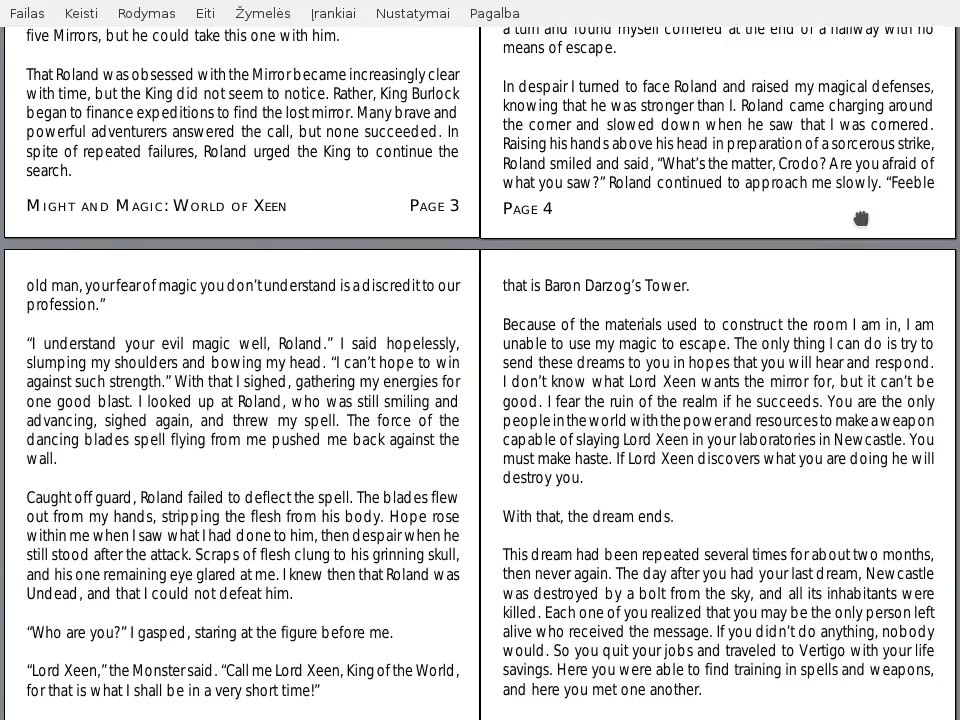 Failas Keisti Rodymas Eiti Žymelės Įrankiai Nustatymai Pagalba
five Mirrors, but he could take this one with him.
That Roland was obsessed with the Mirror became increasingly clear
with time, but the King did not seem to notice. Rather, King Burlock
began to finance expeditions to find the lost mirror. Many brave and
powerful adventurers answered the call, but none succeeded. In
spite of repeated failures, Roland urged the King to continue the
search.
Might and Magic: World of Xeen Page 3
a turn and found myself cornered at the end of a hallway with no
means of escape.
In despair I turned to face Roland and raised my magical defenses,
knowing that he was stronger than I. Roland came charging around
the corner and slowed down when he saw that I was cornered.
Raising his hands above his head in preparation of a sorcerous strike,
Roland smiled and said, “What’s the matter, Crodo? Are you afraid of
what you saw?” Roland continued to approach me slowly. “Feeble
Page 4
old man, your fear of magic you don’t understand is a discredit to our
profession.”
“I understand your evil magic well, Roland.” I said hopelessly,
slumping my shoulders and bowing my head. “I can’t hope to win
against such strength.” With that I sighed, gathering my energies for
one good blast. I looked up at Roland, who was still smiling and
advancing, sighed again, and threw my spell. The force of the
dancing blades spell flying from me pushed me back against the
wall.
Caught off guard, Roland failed to deflect the spell. The blades flew
out from my hands, stripping the flesh from his body. Hope rose
within me when I saw what I had done to him, then despair when he
still stood after the attack. Scraps of flesh clung to his grinning skull,
and his one remaining eye glared at me. I knew then that Roland was
Undead, and that I could not defeat him.
“Who are you?” I gasped, staring at the figure before me.
“Lord Xeen,” the Monster said. “Call me Lord Xeen, King of the World,
for that is what I shall be in a very short time!”
that is Baron Darzog’s Tower.
Because of the materials used to construct the room I am in, I am
unable to use my magic to escape. The only thing I can do is try to
send these dreams to you in hopes that you will hear and respond.
I don’t know what Lord Xeen wants the mirror for, but it can’t be
good. I fear the ruin of the realm if he succeeds. You are the only
people in the world with the power and resources to make a weapon
capable of slaying Lord Xeen in your laboratories in Newcastle. You
must make haste. If Lord Xeen discovers what you are doing he will
destroy you.
With that, the dream ends.
This dream had been repeated several times for about two months,
then never again. The day after you had your last dream, Newcastle
was destroyed by a bolt from the sky, and all its inhabitants were
killed. Each one of you realized that you may be the only person left
alive who received the message. If you didn’t do anything, nobody
would. So you quit your jobs and traveled to Vertigo with your life
savings. Here you were able to find training in spells and weapons,
and here you met one another.